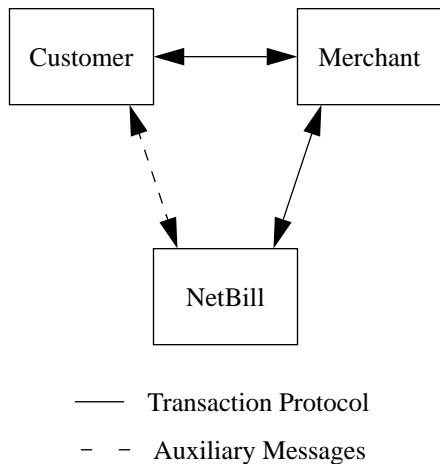 Customer
Merchant
NetBill
Transaction Protocol
Auxiliary Messages